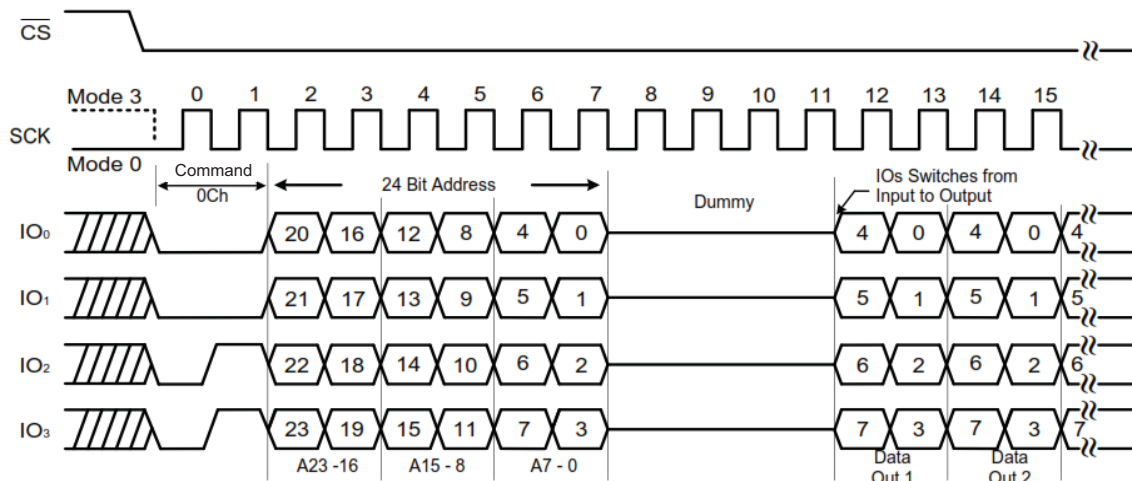 CS
Mode 3 0 1 2 3 4 5 6 7 8 9 10 11 12 13 14 15
SCK
Mode 0
Command
0Ch
24 Bit Address
Dummy
IOs Switches from
Input to Output
IO₀ 20 16 12 8 4 0 4 0 4 0 4
IO₁ 21 17 13 9 5 1 5 1 5 1 5
IO₂ 22 18 14 10 6 2 6 2 6 2 6
IO₃ 23 19 15 11 7 3 7 3 7 3 7
A23 -16 A15 - 8 A7 - 0 Data Data
Out 1 Out 2